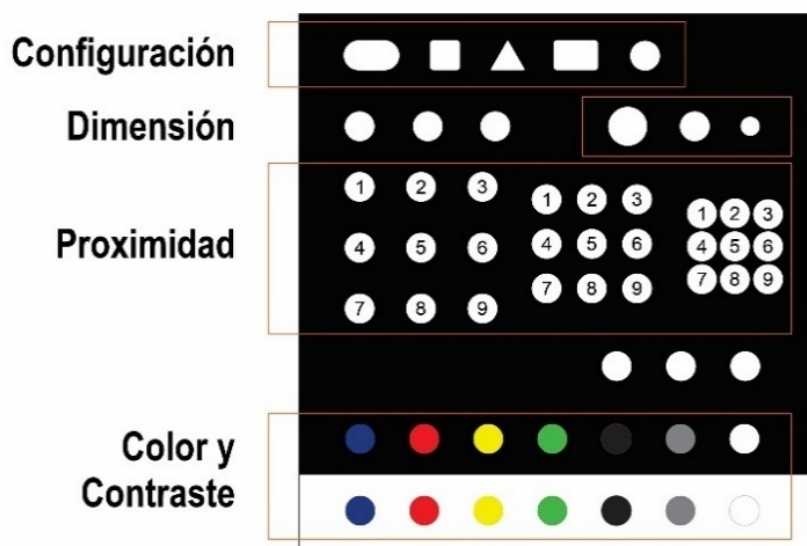 Configuración
Dimensión
Proximidad
1 2 3
4 5 6
7 8 9
1 2 3
4 5 6
7 8 9
1 2 3
4 5 6
7 8 9
Color y
Contraste